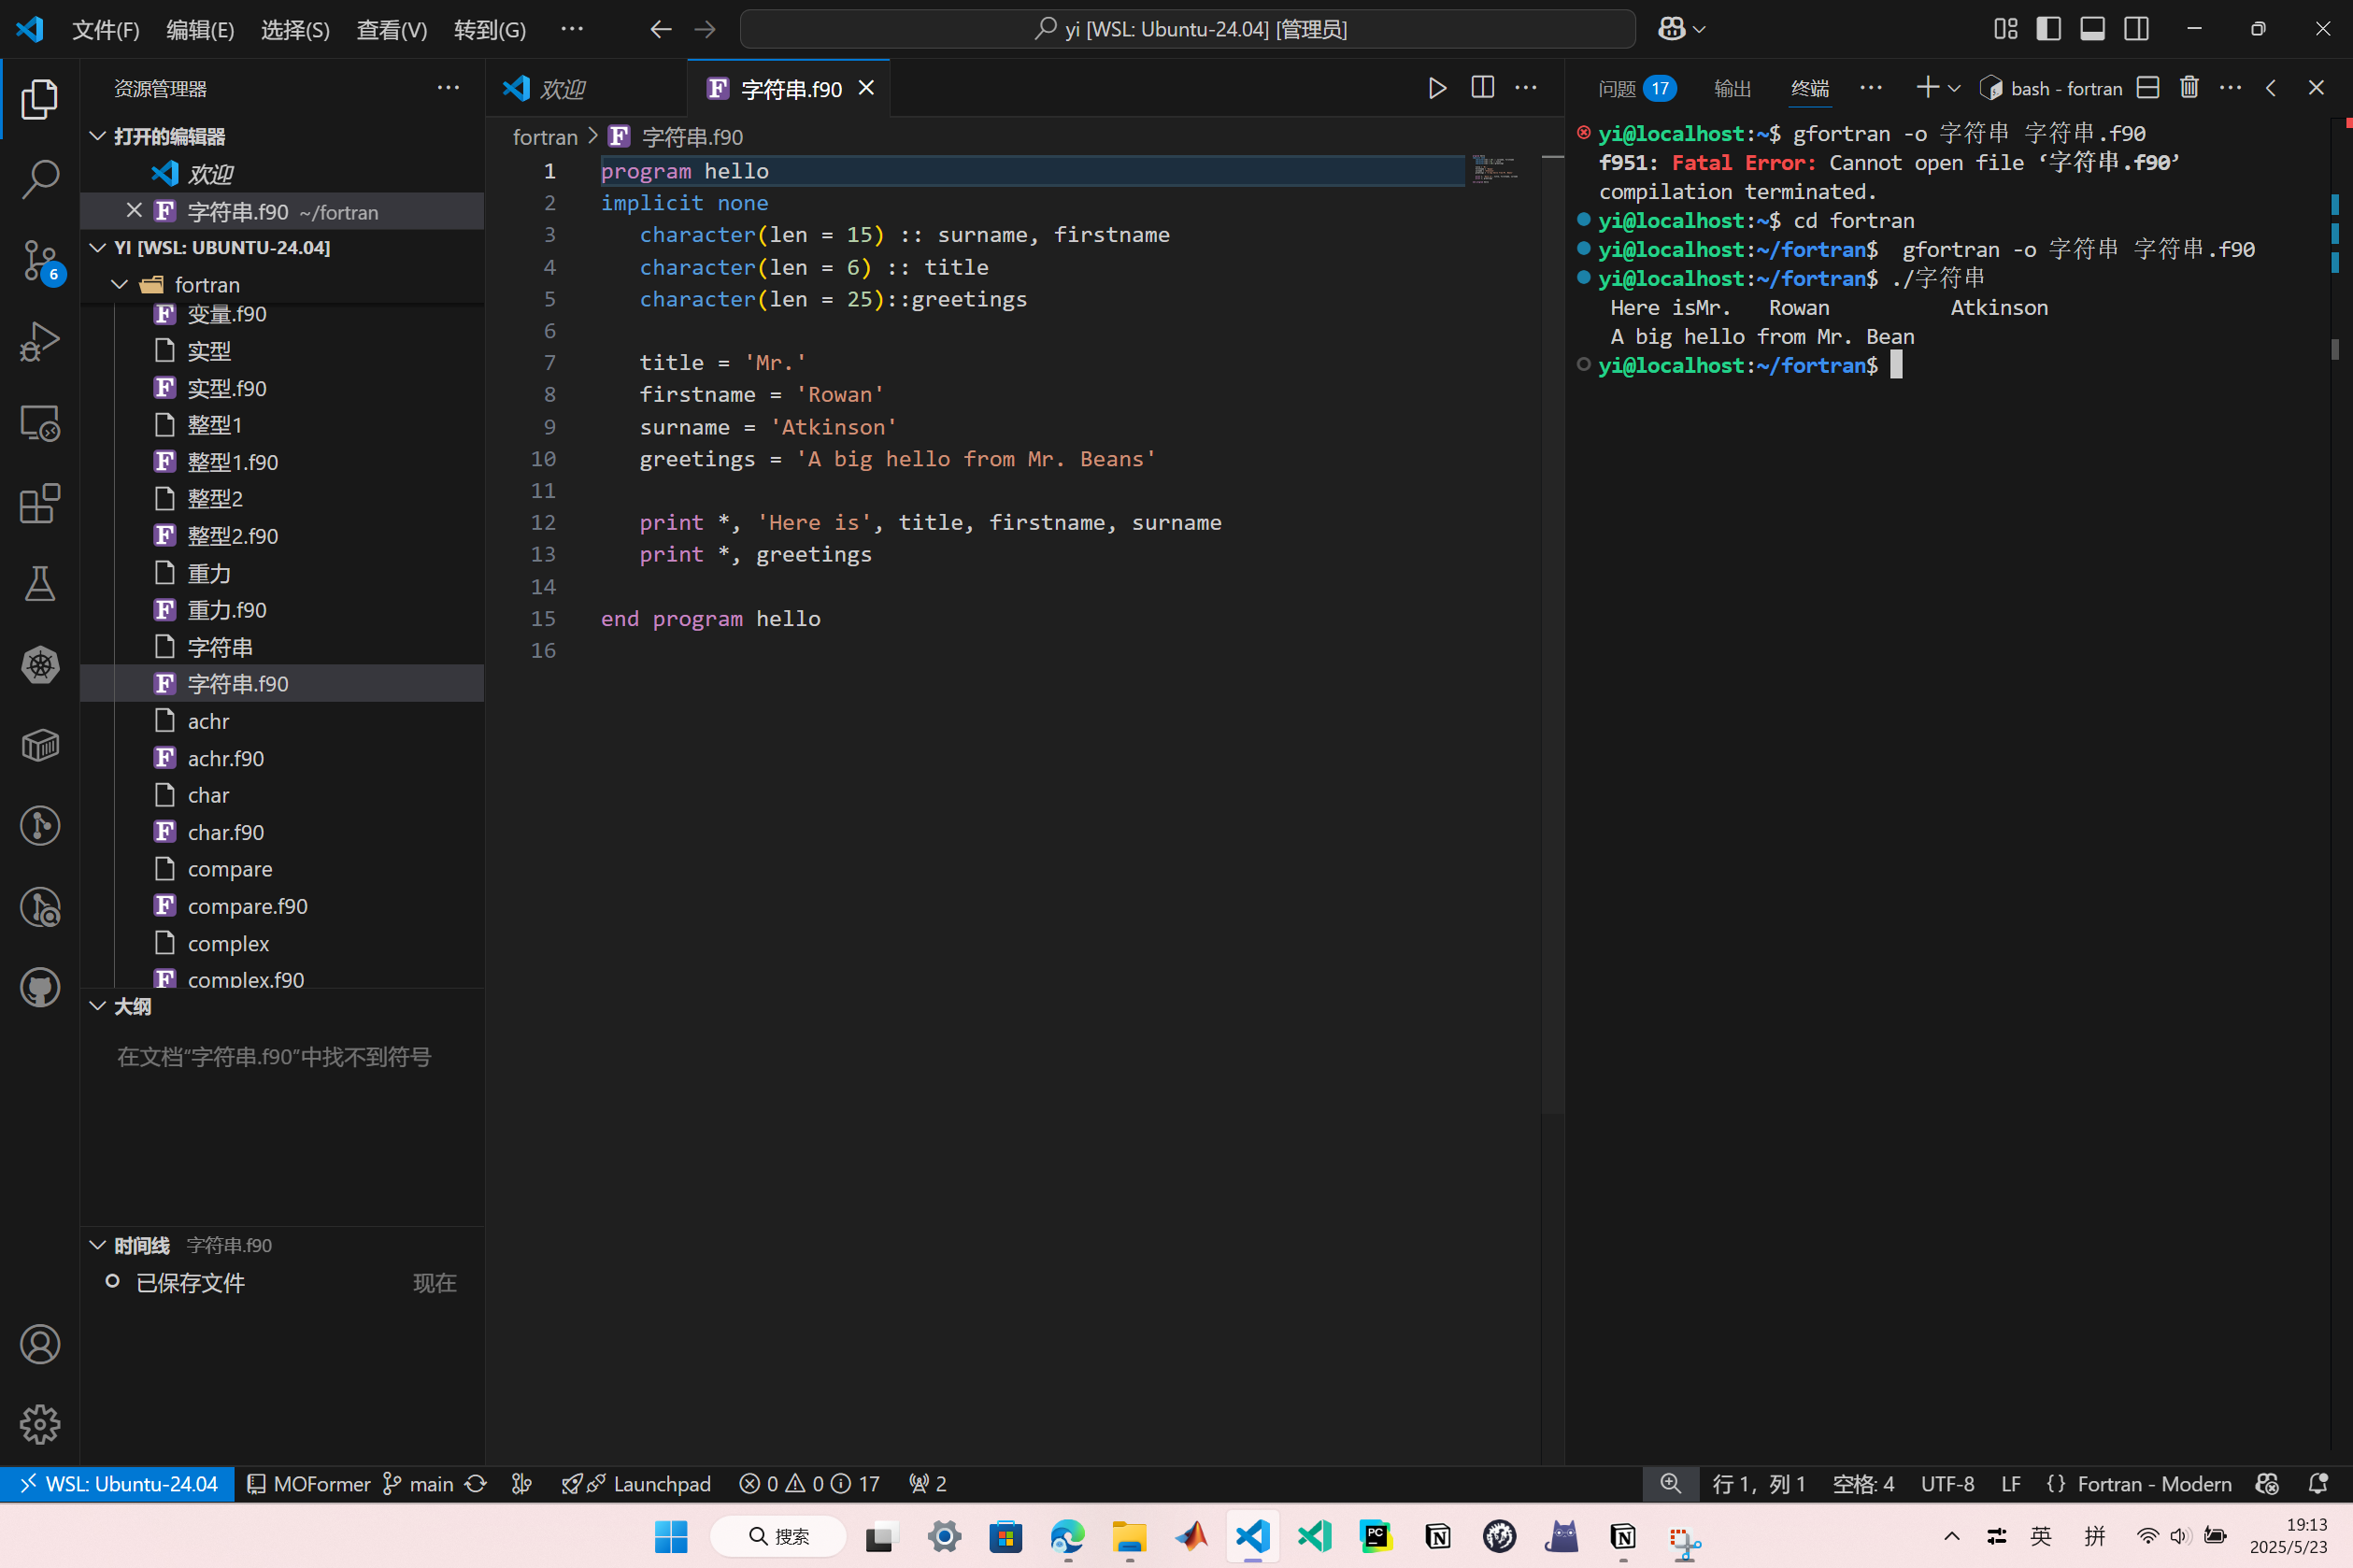 文件(F) 编辑(E) 选择(S) 查看(V) 转到(G) ··· yi [WSL: Ubuntu-24.04] [管理员]
资源管理器 ···
打开的编辑器
欢迎
字符串.f90 ~/fortran
YI [WSL: UBUNTU-24.04]
6
fortran
变量.f90
实型
实型.f90
整型1
整型1.f90
整型2
整型2.f90
重力
重力.f90
字符串
字符串.f90
achr
achr.f90
char
char.f90
compare
compare.f90
complex
complex.f90
大纲
在文档“字符串.f90”中找不到符号
时间线 字符串.f90
已保存文件 现在
欢迎 字符串.f90
fortran > 字符串.f90
1 program hello
2 implicit none
3 character(len = 15) :: surname, firstname
4 character(len = 6) :: title
5 character(len = 25)::greetings
6
7 title = 'Mr.'
8 firstname = 'Rowan'
9 surname = 'Atkinson'
10 greetings = 'A big hello from Mr. Beans'
11
12 print *, 'Here is', title, firstname, surname
13 print *, greetings
14
15 end program hello
16
问题 17 输出 终端 ··· bash - fortran ···
yi@localhost:~$ gfortran -o 字符串 字符串.f90
f951: Fatal Error: Cannot open file ‘字符串.f90’
compilation terminated.
yi@localhost:~$ cd fortran
yi@localhost:~/fortran$  gfortran -o 字符串 字符串.f90
yi@localhost:~/fortran$ ./字符串
Here isMr.   Rowan          Atkinson
A big hello from Mr. Bean
yi@localhost:~/fortran$
WSL: Ubuntu-24.04 MOFormer main Launchpad 0 0 17 2 行 1，列 1 空格: 4 UTF-8 LF {} Fortran - Modern
搜索 PC 英 拼 19:13
2025/5/23